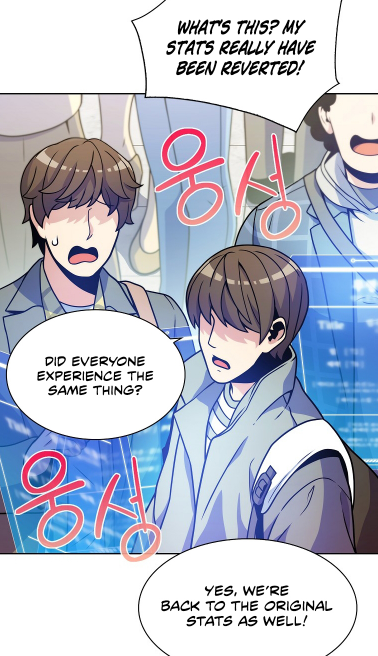 WHAT'S THIS? MY
STATS REALLY HAVE
BEEN REVERTED!
웅성
DID EVERYONE
EXPERIENCE THE
SAME THING?
Title
웅성
YES, WE'RE
BACK TO THE ORIGINAL
STATS AS WELL!